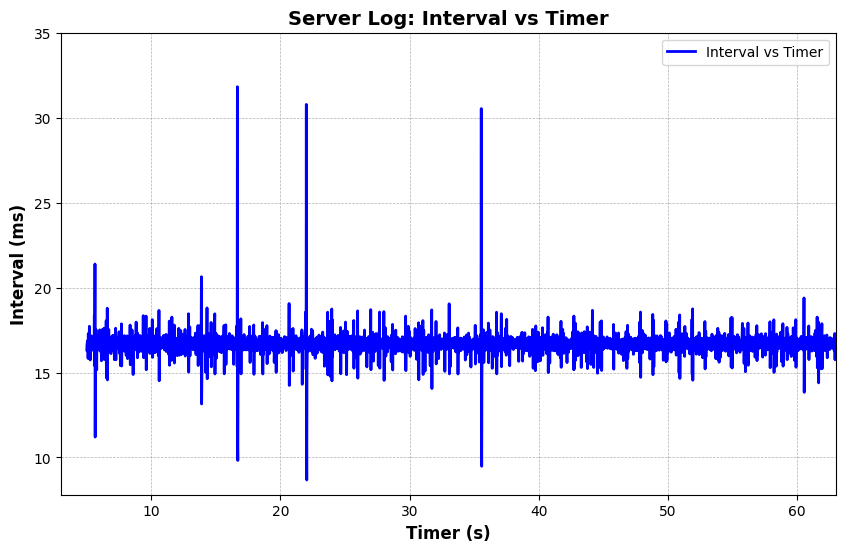 Server Log: Interval vs Timer
Interval vs Timer
Interval (ms)
35
30
25
20
15
10
10 20 30 40 50 60
Timer (s)